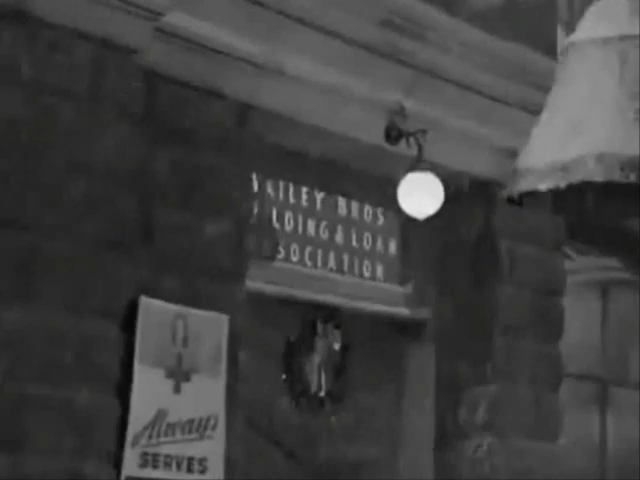 AILEY BROS
LDING & LOAN
SOCIATION
Always
SERVES